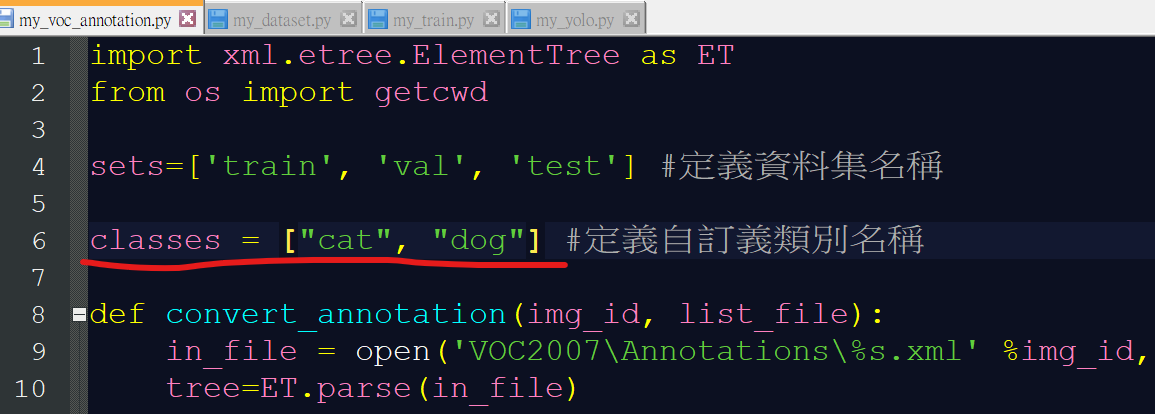 my_voc_annotation.py my_dataset.py my_train.py my_yolo.py
1 import xml.etree.ElementTree as ET
2 from os import getcwd
3
4 sets=['train', 'val', 'test'] #定義資料集名稱
5
6 classes = ["cat", "dog"] #定義自訂義類別名稱
7
8 def convert_annotation(img_id, list_file):
9 in_file = open('VOC2007\Annotations\%s.xml' %img_id,
10 tree=ET.parse(in_file)